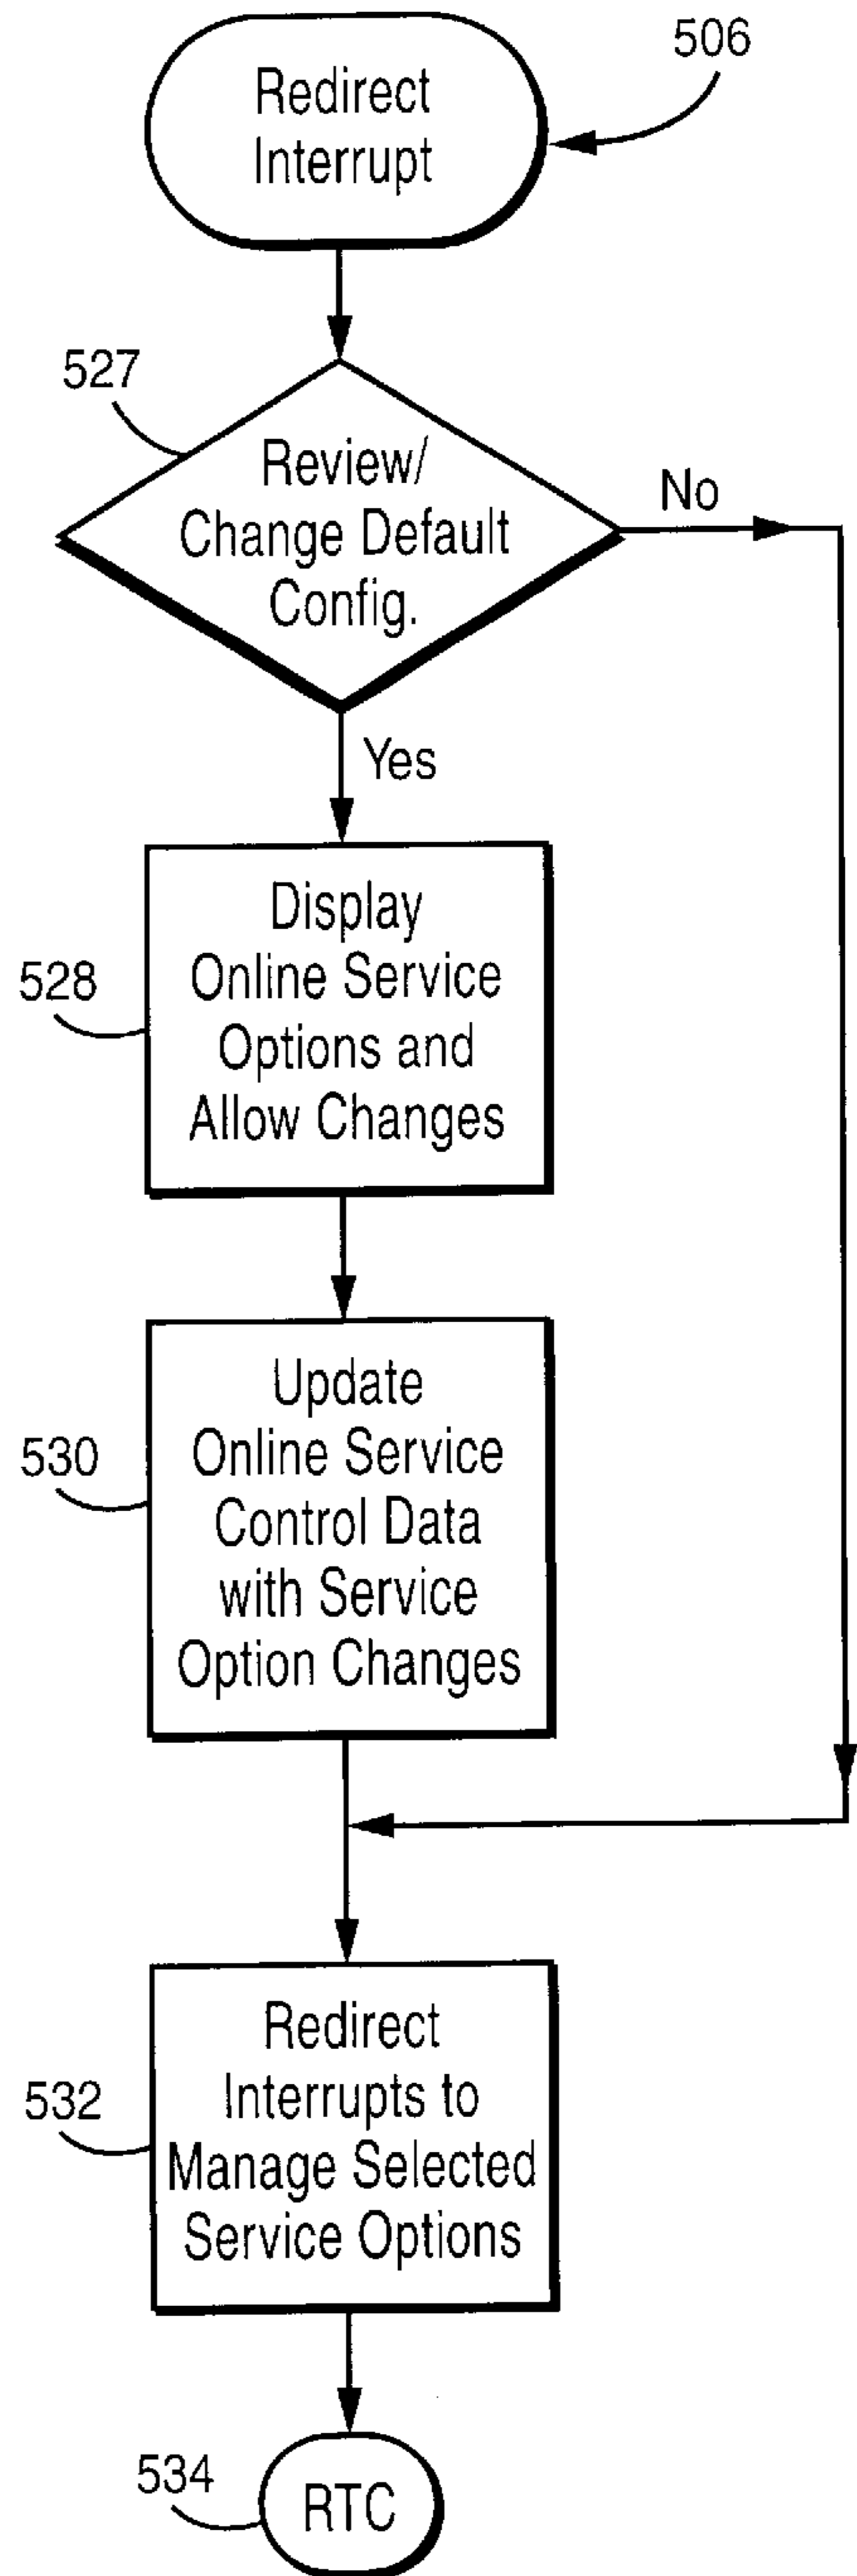 506
Redirect
Interrupt
527
Review/
Change Default
Config.
No
Yes
528
Display
Online Service
Options and
Allow Changes
530
Update
Online Service
Control Data
with Service
Option Changes
532
Redirect
Interrupts to
Manage Selected
Service Options
534
RTC